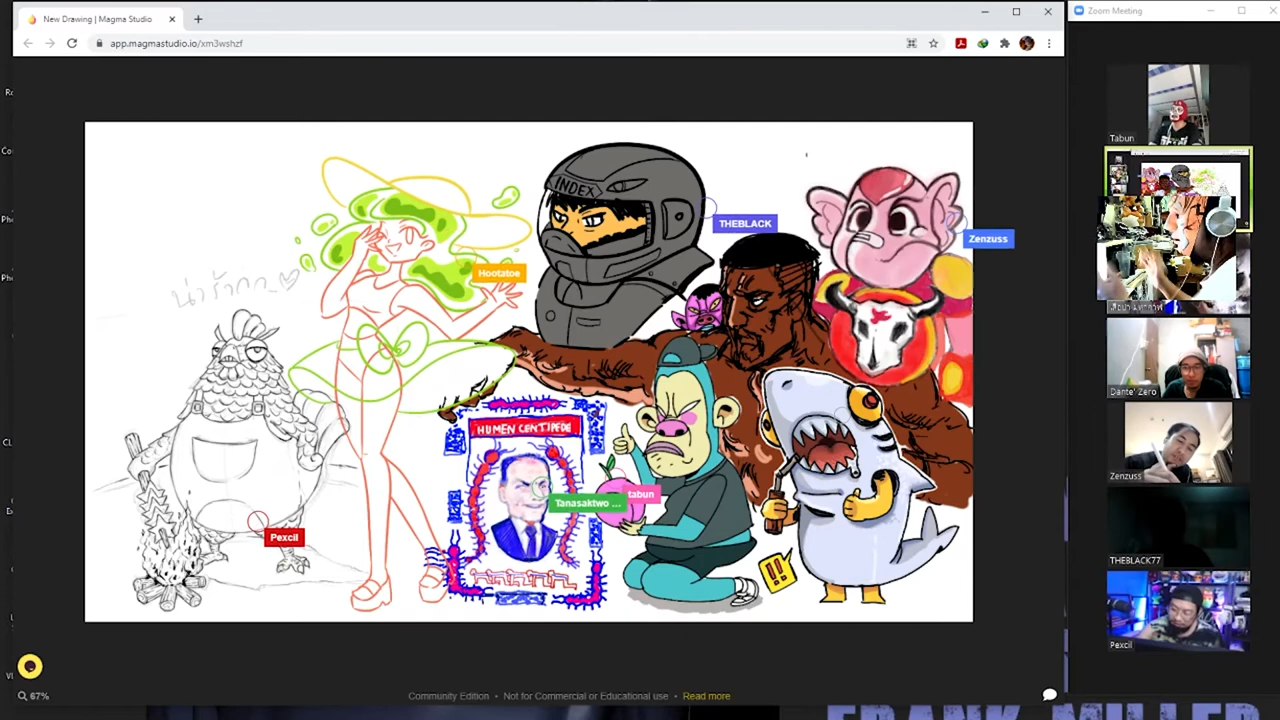 New Drawing | Magma Studio
Zoom Meeting
app.magmastudio.io/xm3wshzf
Tabun
INDEX
THEBLACK
Zenzuss
Hootatoe
น่ารักกก
Dante' Zero
HUMEN CENTIPEDE
Zenzuss
tabun
Tanasaktwo ...
Pexcil
!!
THEBLACK77
Pexcil
67%
Community Edition • Not for Commercial or Educational use • Read more
FRANK MILLER